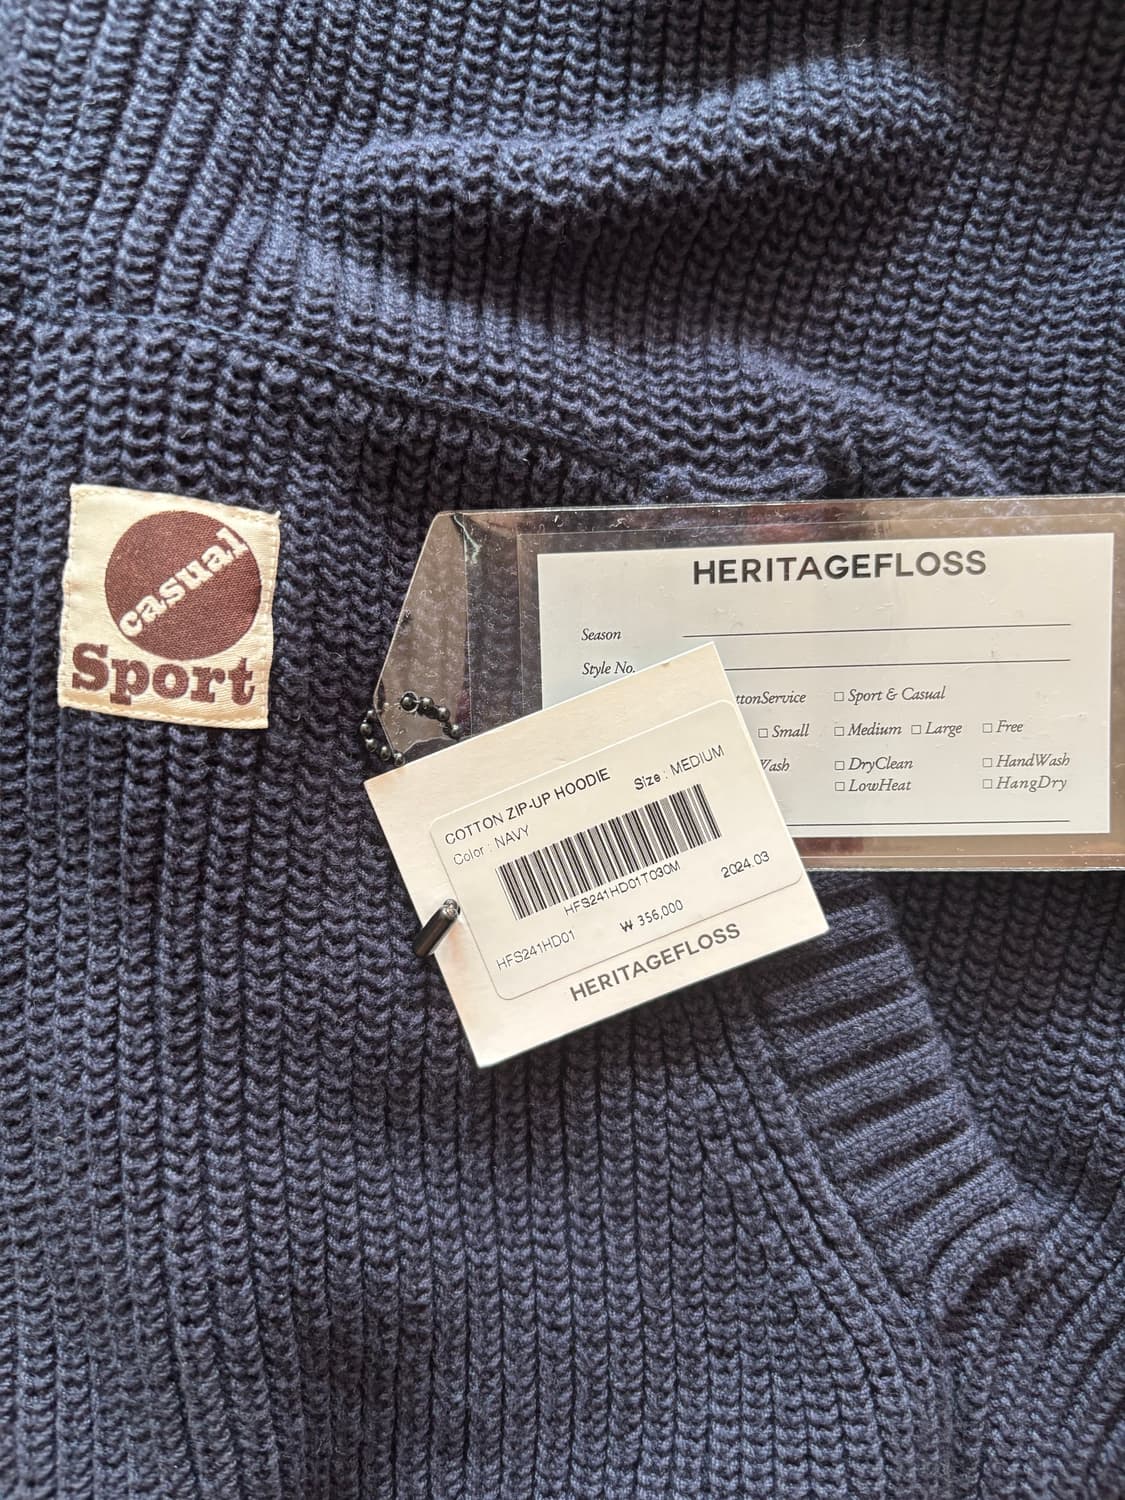 casual
Sport
HERITAGEFLOSS
Season
Style No.
ttonService □ Sport & Casual
□ Small □ Medium □ Large □ Free
Wash □ DryClean □ HandWash
□ LowHeat □ HangDry
COTTON ZIP-UP HOODIE Size : MEDIUM
Color : NAVY
HFS241HD01T030M
HFS241HD01 ₩ 356,000 2024.03
HERITAGEFLOSS